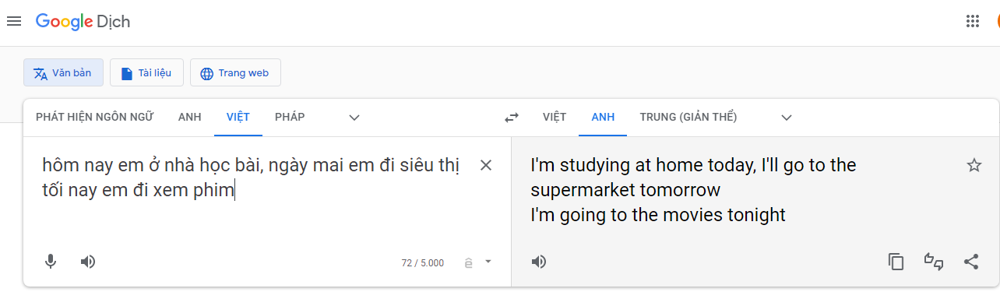 Google Dịch
Văn bản Tài liệu Trang web
PHÁT HIỆN NGÔN NGỮ ANH VIỆT PHÁP VIỆT ANH TRUNG (GIẢN THỂ)
hôm nay em ở nhà học bài, ngày mai em đi siêu thị
tối nay em đi xem phim
72 / 5.000
I'm studying at home today, I'll go to the
supermarket tomorrow
I'm going to the movies tonight